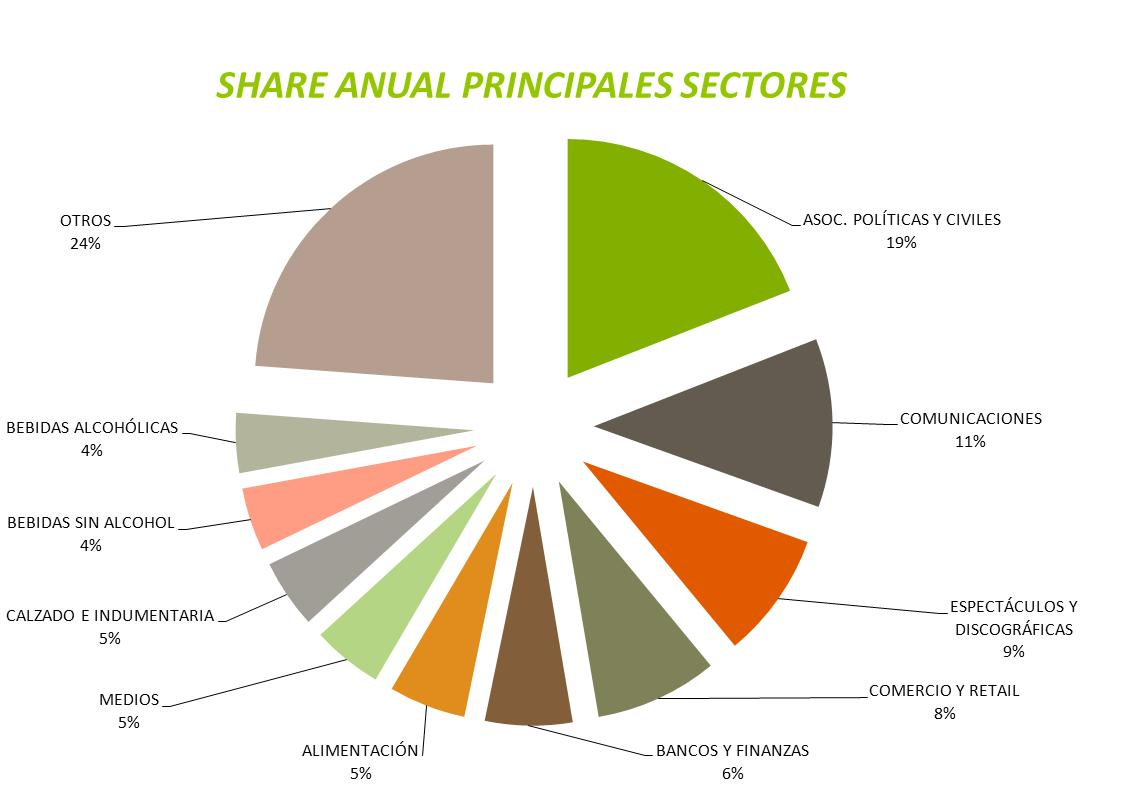 SHARE ANUAL PRINCIPALES SECTORES
OTROS
24%
ASOC. POLÍTICAS Y CIVILES
19%
COMUNICACIONES
11%
ESPECTÁCULOS Y
DISCOGRÁFICAS
9%
COMERCIO Y RETAIL
8%
BANCOS Y FINANZAS
6%
ALIMENTACIÓN
5%
MEDIOS
5%
CALZADO E INDUMENTARIA
5%
BEBIDAS SIN ALCOHOL
4%
BEBIDAS ALCOHÓLICAS
4%